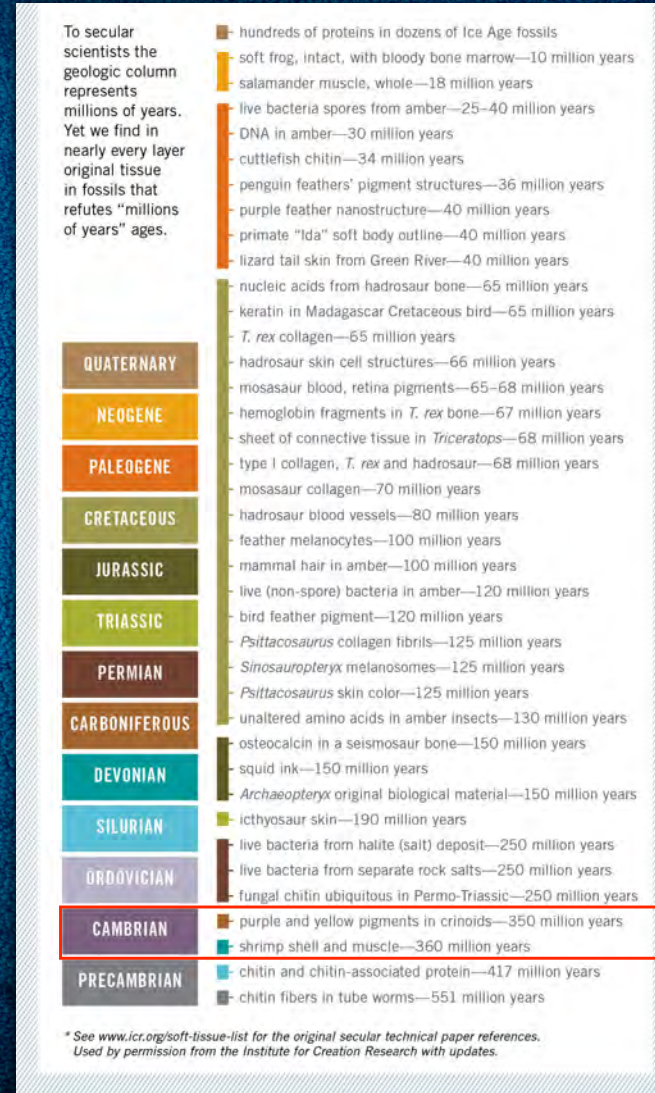 To secular
scientists the
geologic column
represents
millions of years.
Yet we find in
nearly every layer
original tissue
in fossils that
refutes “millions
of years” ages.
QUATERNARY
NEOGENE
PALEOGENE
CRETACEOUS
JURASSIC
TRIASSIC
PERMIAN
CARBONIFEROUS
DEVONIAN
SILURIAN
ORDOVICIAN
CAMBRIAN
PRECAMBRIAN
hundreds of proteins in dozens of Ice Age fossils
soft frog, intact, with bloody bone marrow—10 million years
salamander muscle, whole—18 million years
live bacteria spores from amber—25–40 million years
DNA in amber—30 million years
cuttlefish chitin—34 million years
penguin feathers’ pigment structures—36 million years
purple feather nanostructure—40 million years
primate “Ida” soft body outline—40 million years
lizard tail skin from Green River—40 million years
nucleic acids from hadrosaur bone—65 million years
keratin in Madagascar Cretaceous bird—65 million years
T. rex collagen—65 million years
hadrosaur skin cell structures—66 million years
mosasaur blood, retina pigments—65–68 million years
hemoglobin fragments in T. rex bone—67 million years
sheet of connective tissue in Triceratops—68 million years
type I collagen, T. rex and hadrosaur—68 million years
mosasaur collagen—70 million years
hadrosaur blood vessels—80 million years
feather melanocytes—100 million years
mammal hair in amber—100 million years
live (non-spore) bacteria in amber—120 million years
bird feather pigment—120 million years
Psittacosaurus collagen fibrils—125 million years
Sinosauropteryx melanosomes—125 million years
Psittacosaurus skin color—125 million years
unaltered amino acids in amber insects—130 million years
osteocalcin in a seismosaur bone—150 million years
squid ink—150 million years
Archaeopteryx original biological material—150 million years
icthyosaur skin—190 million years
live bacteria from halite (salt) deposit—250 million years
live bacteria from separate rock salts—250 million years
fungal chitin ubiquitous in Permo-Triassic—250 million years
purple and yellow pigments in crinoids—350 million years
shrimp shell and muscle—360 million years
chitin and chitin-associated protein—417 million years
chitin fibers in tube worms—551 million years
* See www.icr.org/soft-tissue-list for the original secular technical paper references.
Used by permission from the Institute for Creation Research with updates.